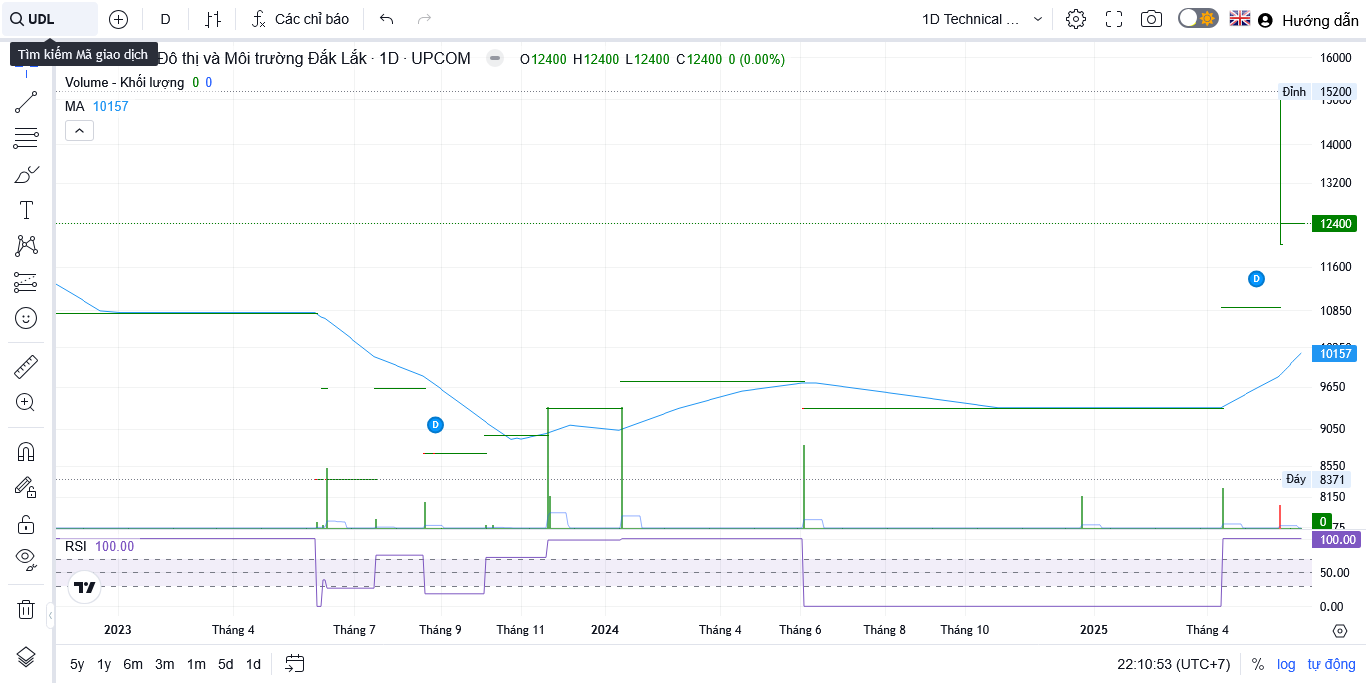 UDL
D
Các chỉ báo
1D Technical ...
Hướng dẫn
Tìm kiếm Mã giao dịch
Đô thị và Môi trường Đắk Lắk · 1D · UPCOM
O12400 H12400 L12400 C12400 0 (0.00%)
Volume - Khối lượng 0 0
MA 10157
16000
Đỉnh 15200
15000
14000
13200
12400
11600
D
10850
10157
9650
D
9050
8550
Đáy 8371
8150
0
75
RSI 100.00
100.00
50.00
0.00
2023 Tháng 4 Tháng 7 Tháng 9 Tháng 11 2024 Tháng 4 Tháng 6 Tháng 8 Tháng 10 2025 Tháng 4
5y 1y 6m 3m 1m 5d 1d
22:10:53 (UTC+7) % log tự động